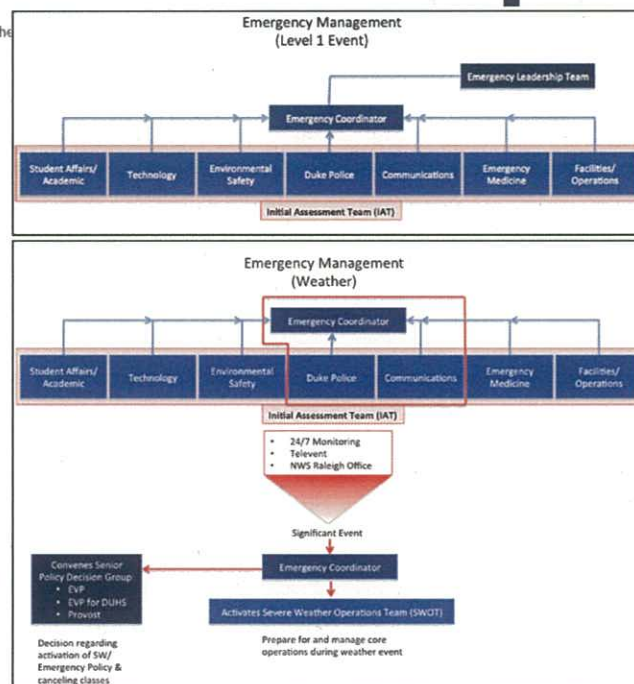 he
Emergency Management
(Level 1 Event)
Emergency Leadership Team
Emergency Coordinator
Student Affairs/
Academic
Technology
Environmental
Safety
Duke Police
Communications
Emergency
Medicine
Facilities/
Operations
Initial Assessment Team (IAT)
Emergency Management
(Weather)
Emergency Coordinator
Student Affairs/
Academic
Technology
Environmental
Safety
Duke Police
Communications
Emergency
Medicine
Facilities/
Operations
Initial Assessment Team (IAT)
• 24/7 Monitoring
• Televent
• NWS Raleigh Office
Significant Event
Convenes Senior
Policy Decision Group:
• EVP
• EVP for DUHS
• Provost
Emergency Coordinator
Activates Severe Weather Operations Team (SWOT)
Decision regarding
activation of SW/
Emergency Policy &
canceling classes
Prepare for and manage core
operations during weather event